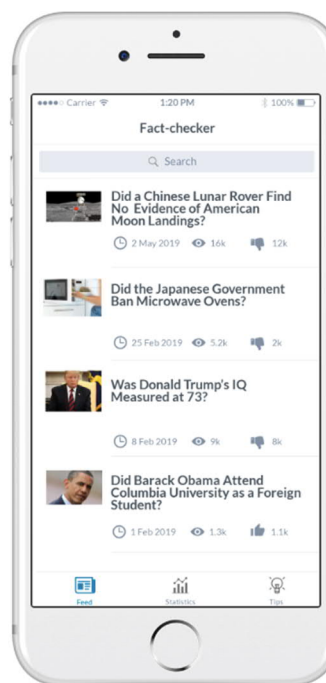 Carrier 1:20 PM 100%
Fact-checker
Search
Did a Chinese Lunar Rover Find
No Evidence of American
Moon Landings?
2 May 2019 16k 12k
Did the Japanese Government
Ban Microwave Ovens?
25 Feb 2019 5.2k 2k
Was Donald Trump's IQ
Measured at 73?
8 Feb 2019 9k 8k
Did Barack Obama Attend
Columbia University as a Foreign
Student?
1 Feb 2019 1.3k 1.1k
Feed Statistics Tips